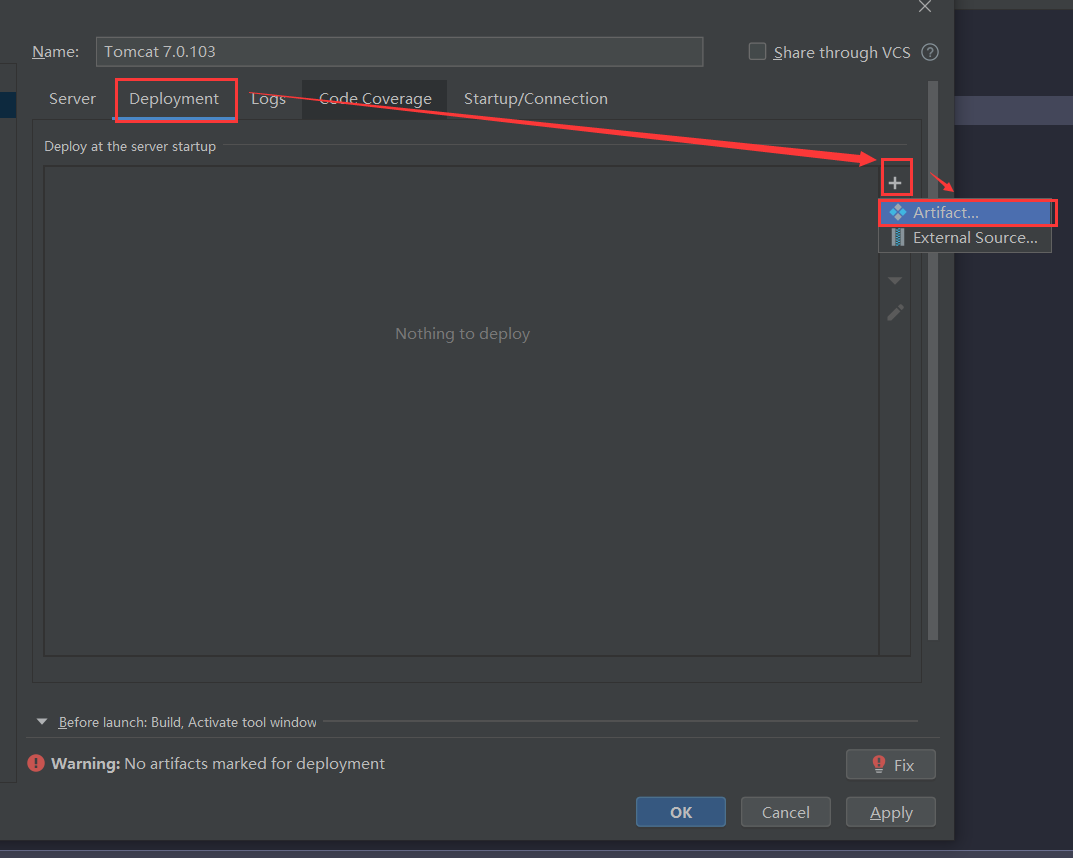 Name: Tomcat 7.0.103 Share through VCS ?
Server Deployment Logs Code Coverage Startup/Connection
Deploy at the server startup
Artifact...
External Source...
Nothing to deploy
Before launch: Build, Activate tool window
Warning: No artifacts marked for deployment Fix
OK Cancel Apply